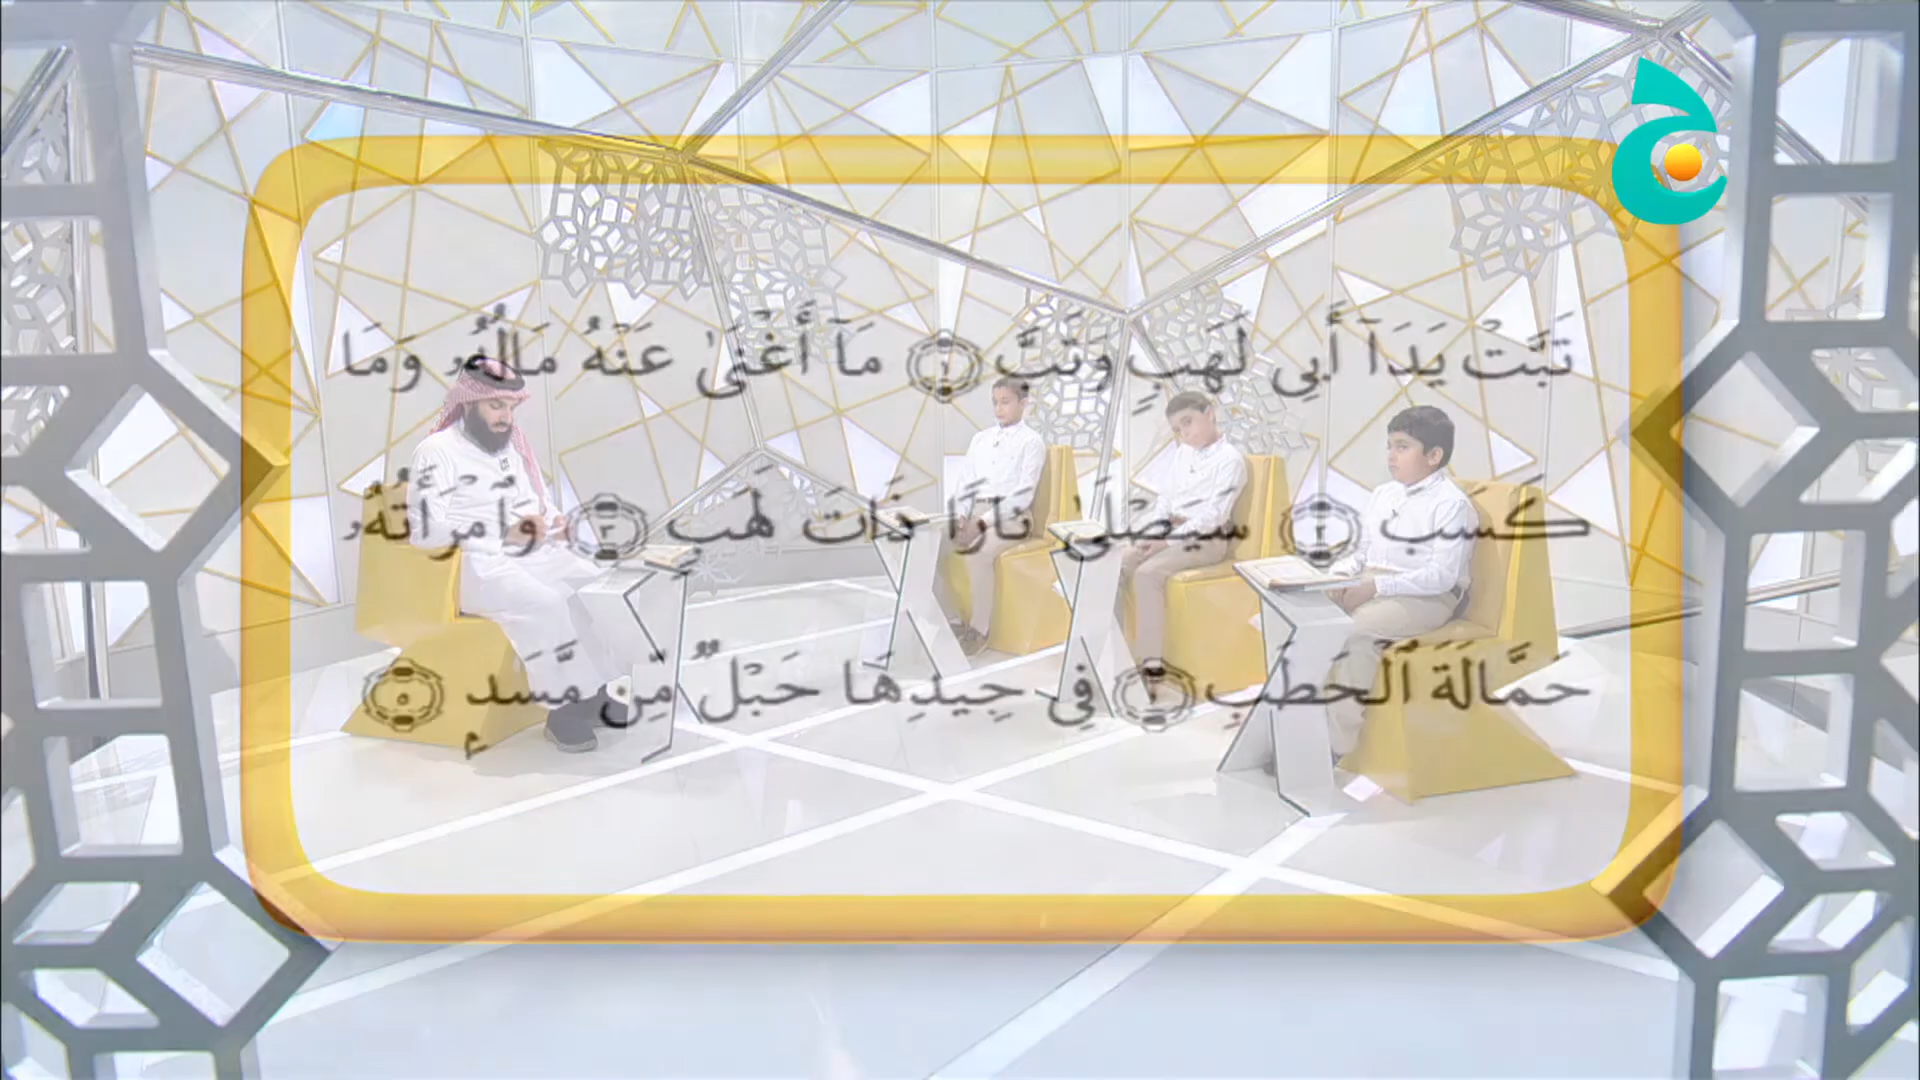 تَبَّتْ يَدَآ أَبِى لَهَبٍ وَتَبَّ ١ مَآ أَغْنَىٰ عَنْهُ مَالُهُۥ وَمَا
كَسَبَ ٢ سَيَصْلَىٰ نَارًا ذَاتَ لَهَبٍ ٣ وَٱمْرَأَتُهُۥ
حَمَّالَةَ ٱلْحَطَبِ ٤ فِى جِيدِهَا حَبْلٌ مِّن مَّسَدٍۭ ٥